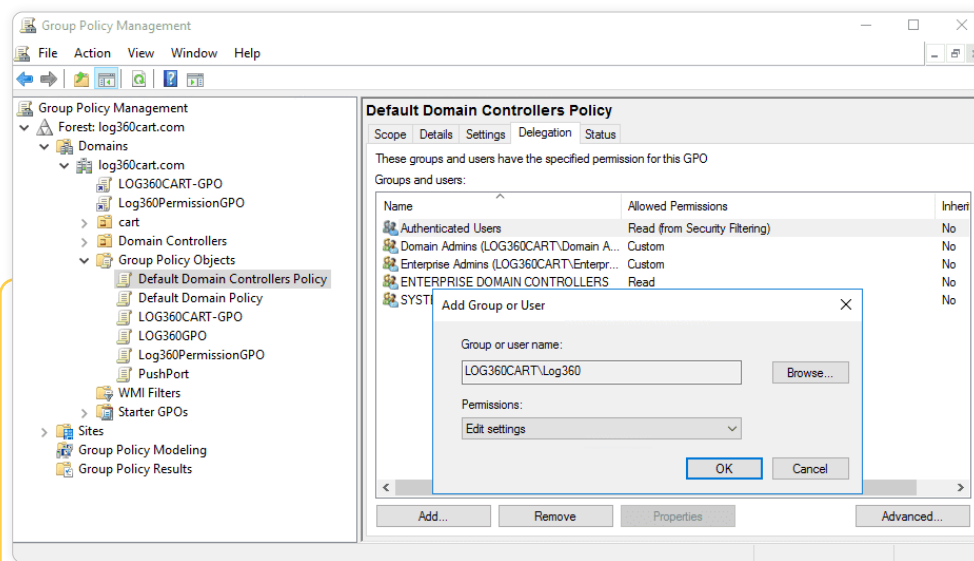 Group Policy Management
File Action View Window Help
Group Policy Management
Forest: log360cart.com
Domains
log360cart.com
LOG360CART-GPO
Log360PermissionGPO
cart
Domain Controllers
Group Policy Objects
Default Domain Controllers Policy
Default Domain Policy
LOG360CART-GPO
LOG360GPO
Log360PermissionGPO
PushPort
WMI Filters
Starter GPOs
Sites
Group Policy Modeling
Group Policy Results
Default Domain Controllers Policy
Scope Details Settings Delegation Status
These groups and users have the specified permission for this GPO
Groups and users:
Name Allowed Permissions Inherit
Authenticated Users Read (from Security Filtering) No
Domain Admins (LOG360CART\Domain A... Custom No
Enterprise Admins (LOG360CART\Enterpr... Custom No
ENTERPRISE DOMAIN CONTROLLERS Read No
SYST No
Add Group or User
Group or user name:
LOG360CART\Log360 Browse...
Permissions:
Edit settings
OK Cancel
Add... Remove Properties Advanced...